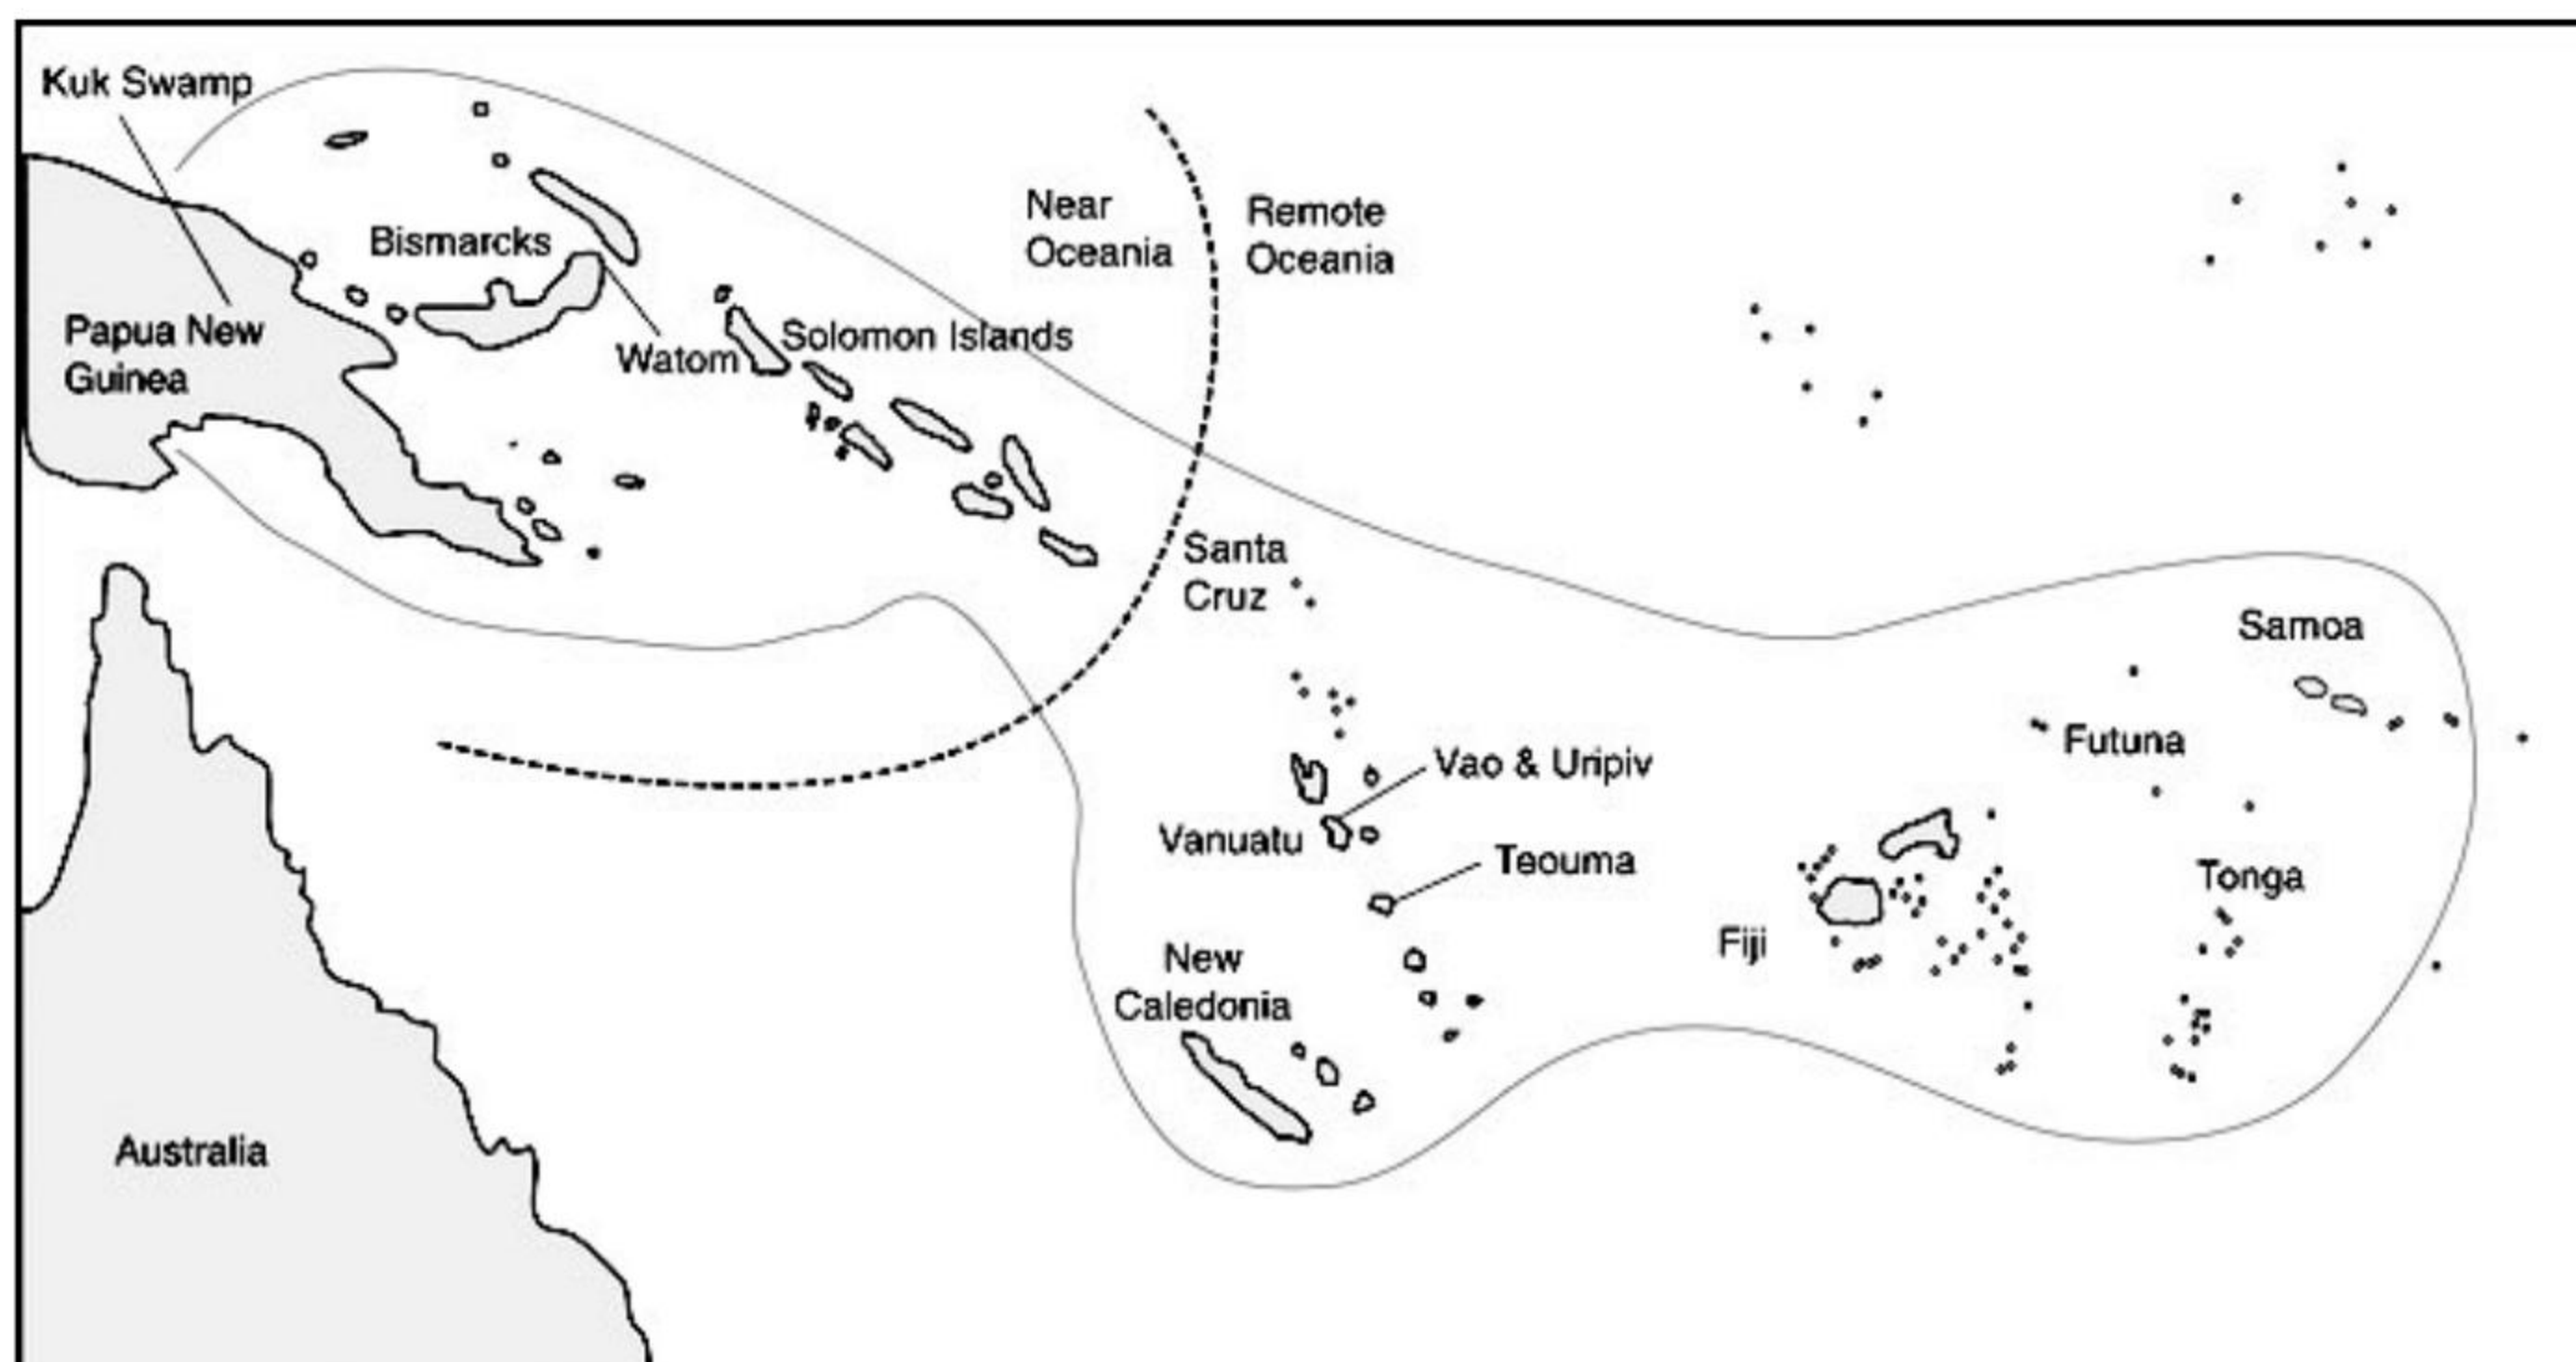 Kuk Swamp
Near
Oceania
Remote
Oceania
Bismarcks
Papua New
Guinea
Watom
Solomon Islands
Santa
Cruz
Samoa
Futuna
Vao & Uripiv
Vanuatu
Teouma
Tonga
Fiji
New
Caledonia
Australia